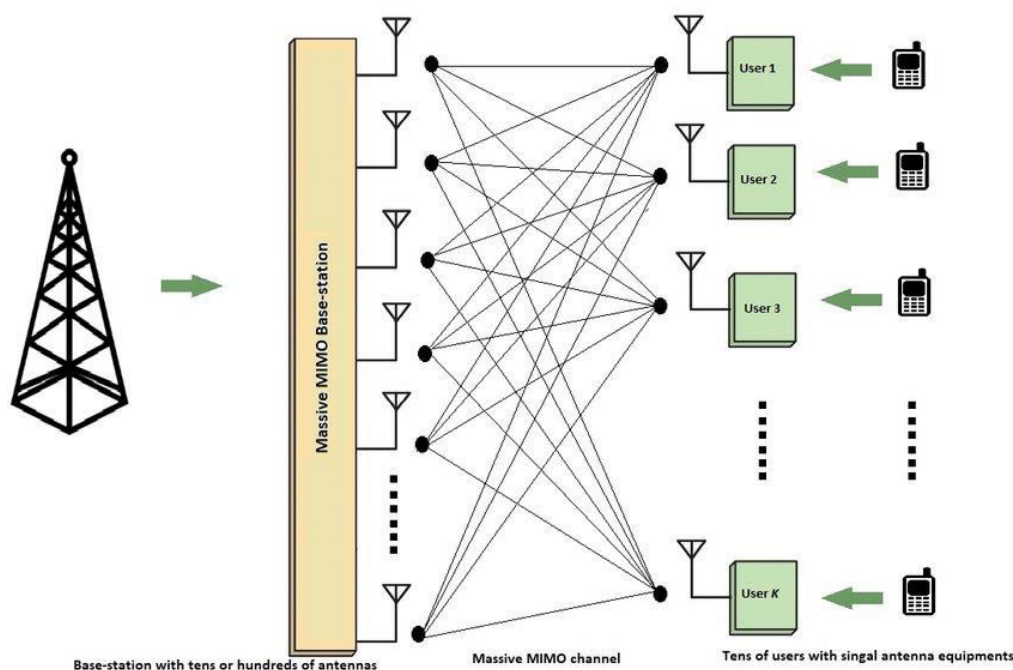 User 1
User 2
Massive MIMO Base-station
User 3
User K
Base-station with tens or hundreds of antennas
Massive MIMO channel
Tens of users with singal antenna equipments